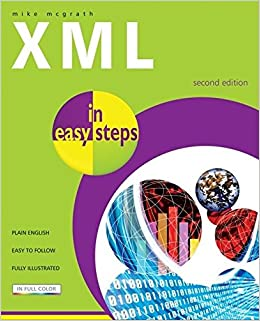 mike mcgrath
XML
second edition
in
easy steps
PLAIN ENGLISH
EASY TO FOLLOW
FULLY ILLUSTRATED
IN FULL COLOR